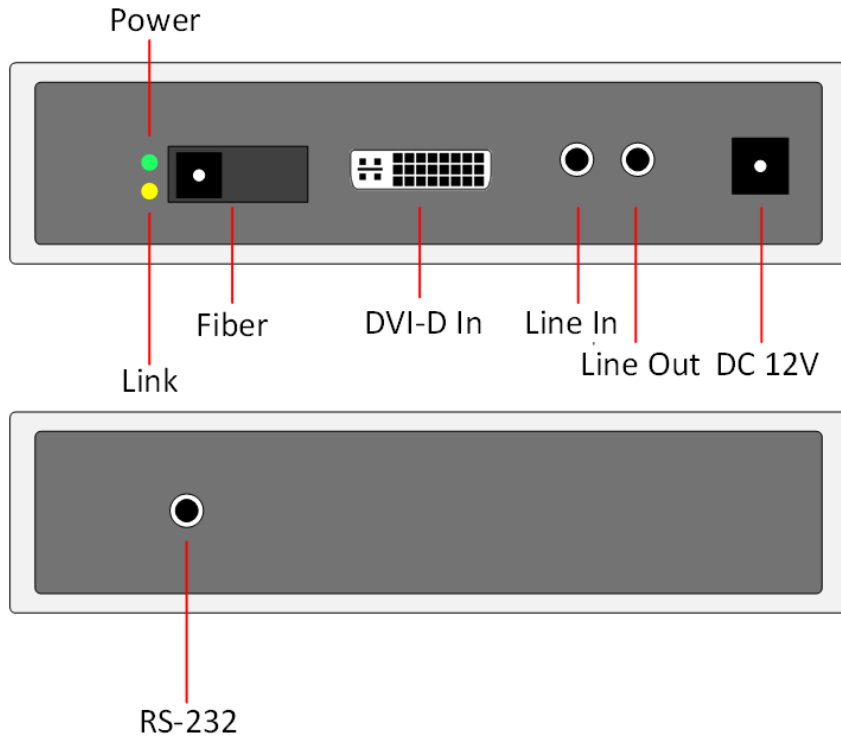 Power
Fiber
DVI-D In
Line In
Line Out
DC 12V
Link
RS-232